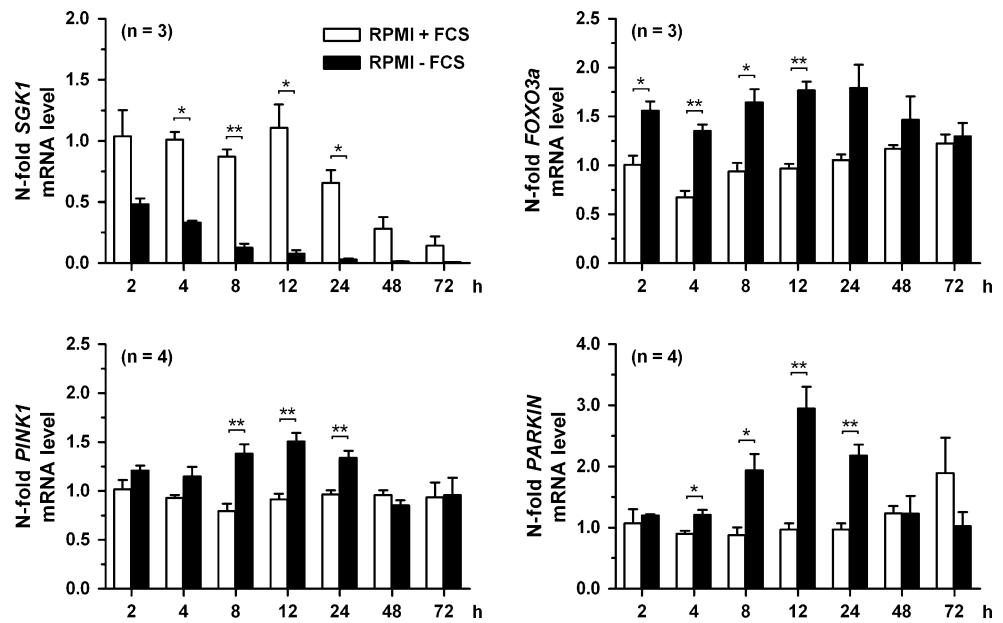 (n = 3)
RPMI + FCS
RPMI - FCS
N-fold SGK1
mRNA level
2.0
1.5
1.0
0.5
0.0
*
**
*
*
2 4 8 12 24 48 72 h
(n = 3)
N-fold FOXO3a
mRNA level
2.5
2.0
1.5
1.0
0.5
0.0
*
**
*
**
2 4 8 12 24 48 72 h
(n = 4)
N-fold PINK1
mRNA level
2.5
2.0
1.5
1.0
0.5
0.0
**
**
**
2 4 8 12 24 48 72 h
(n = 4)
N-fold PARKIN
mRNA level
4.0
3.0
2.0
1.0
0.0
*
*
**
**
2 4 8 12 24 48 72 h